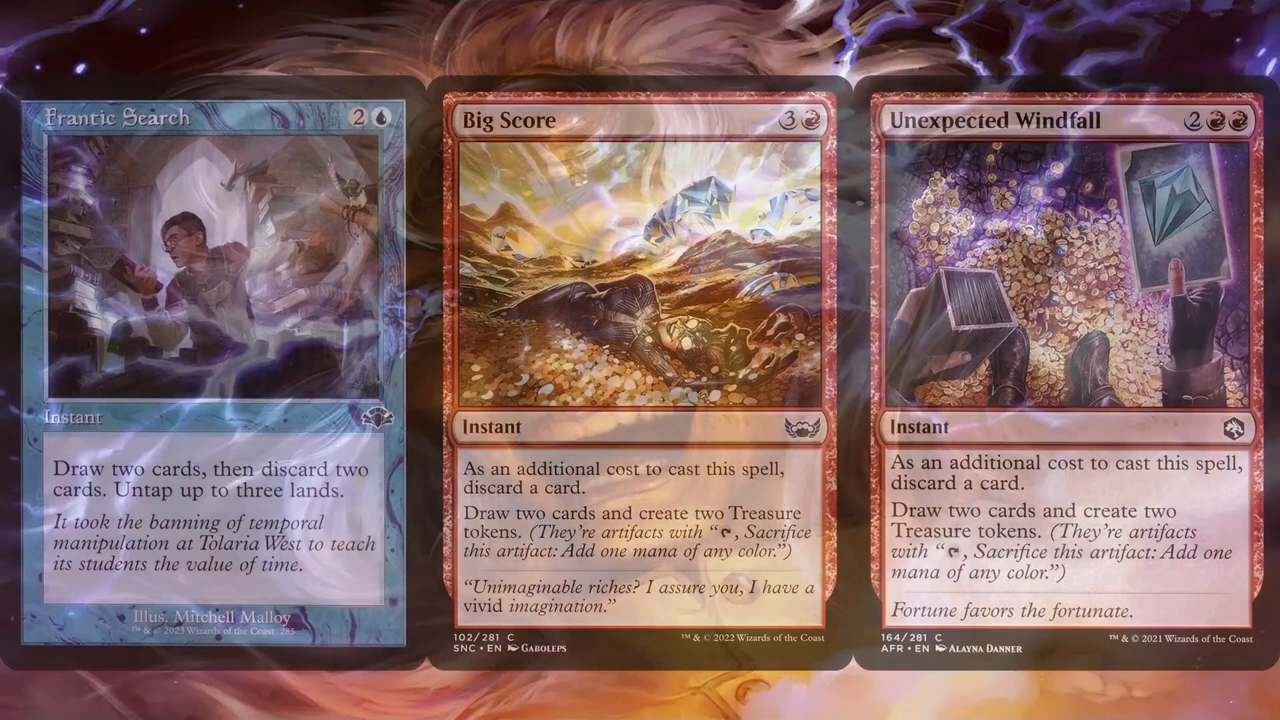 Frantic Search
2
Instant
Draw two cards, then discard two
cards. Untap up to three lands.
It took the banning of temporal
manipulation at Tolaria West to teach
its students the value of time.
Illus. Mitchell Malloy
™ & © 2023 Wizards of the Coast 285
Big Score
3
Instant
As an additional cost to cast this spell,
discard a card.
Draw two cards and create two Treasure
tokens. (They're artifacts with “, Sacrifice
this artifact: Add one mana of any color.”)
“Unimaginable riches? I assure you, I have a
vivid imagination.”
102/281 C
SNC • EN GABOLEPS
™ & © 2022 Wizards of the Coast
Unexpected Windfall
2
Instant
As an additional cost to cast this spell,
discard a card.
Draw two cards and create two
Treasure tokens. (They're artifacts
with “, Sacrifice this artifact: Add one
mana of any color.”)
Fortune favors the fortunate.
164/281 C
AFR • EN ALAYNA DANNER
™ & © 2021 Wizards of the Coast